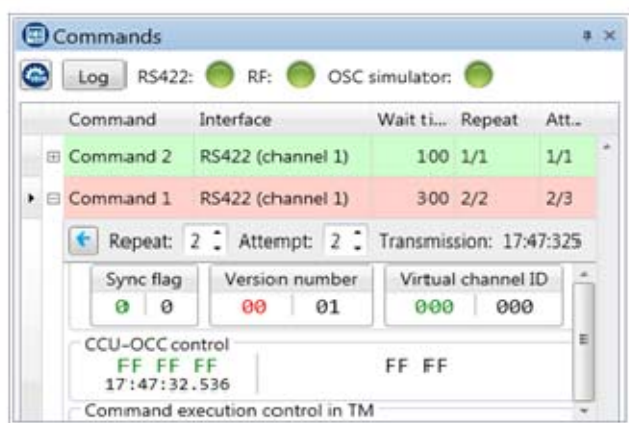 Commands
Log RS422: RF: OSC simulator:
Command Interface Wait ti... Repeat Att...
Command 2 RS422 (channel 1) 100 1/1 1/1
Command 1 RS422 (channel 1) 300 2/2 2/3
Repeat: 2 Attempt: 2 Transmission: 17:47:325
Sync flag Version number Virtual channel ID
0 0 00 01 000 000
CCU-OCC control
FF FF FF FF FF
17:47:32.536
Command execution control in TM